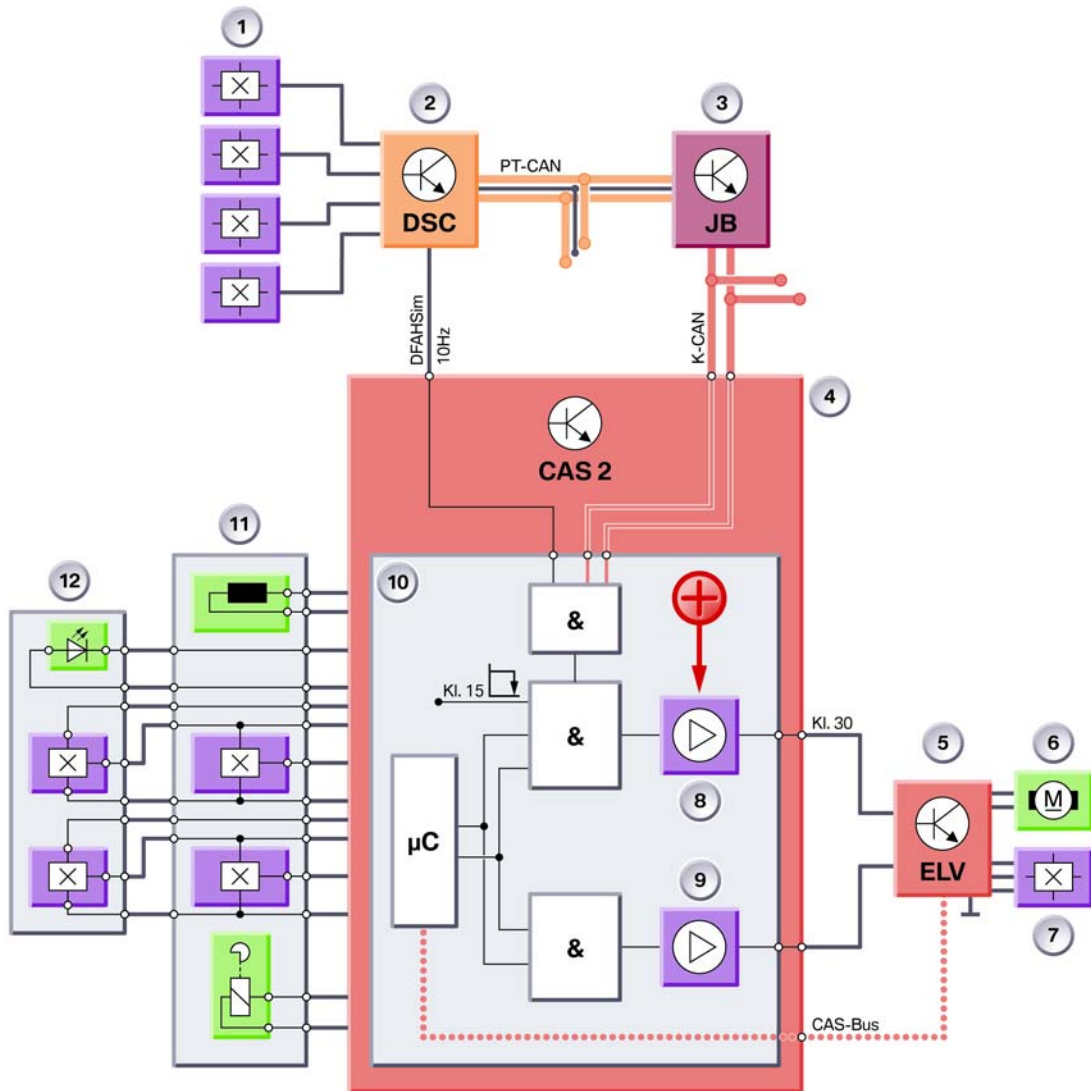 1
2
3
DSC
PT-CAN
JB
DFAHSim
10Hz
K-CAN
4
CAS 2
11
12
10
&
Kl. 15
&
Kl. 30
5
6
8
M
µC
ELV
9
7
&
CAS-Bus